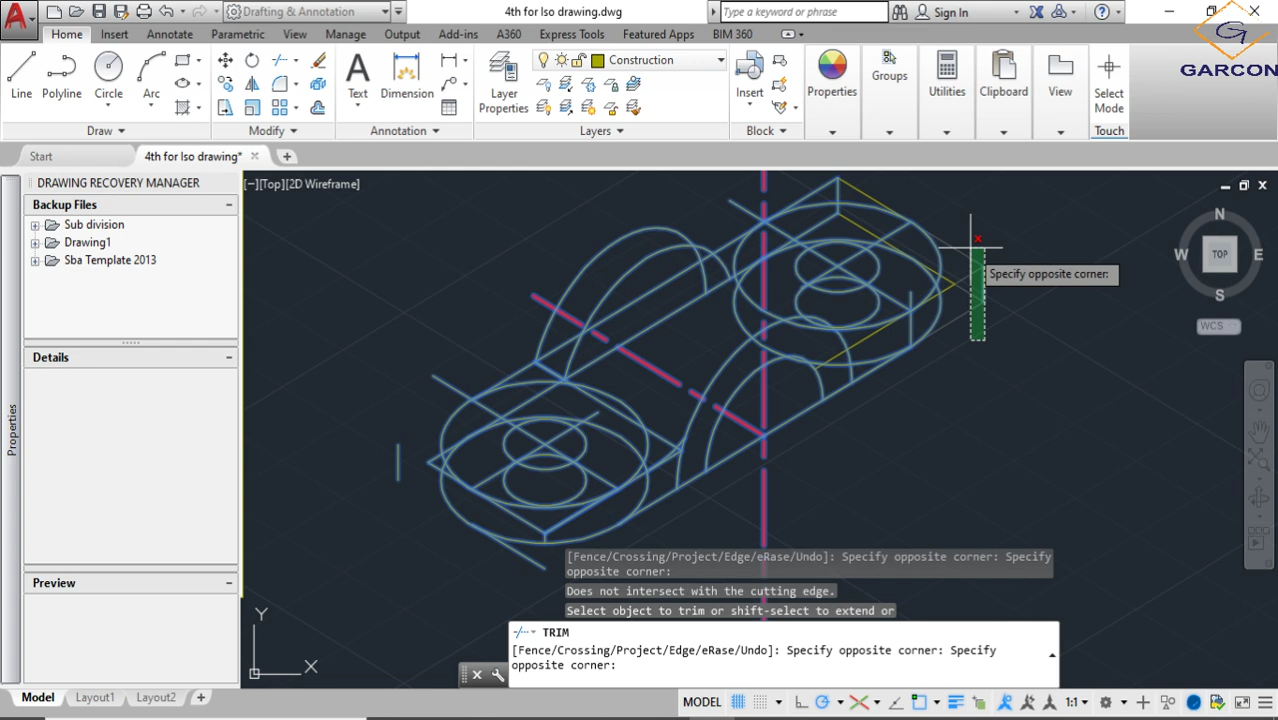 Drafting & Annotation
4th for Iso drawing.dwg
Type a keyword or phrase
Sign In
GARCON
Home
Insert
Annotate
Parametric
View
Manage
Output
Add-ins
A360
Express Tools
Featured Apps
BIM 360
Line
Polyline
Circle
Arc
Text
Dimension
Layer
Properties
Construction
Insert
Properties
Groups
Utilities
Clipboard
View
Select
Mode
Draw
Modify
Annotation
Layers
Block
Touch
Start
4th for Iso drawing*
DRAWING RECOVERY MANAGER
Backup Files
Sub division
Drawing1
Sba Template 2013
Details
Preview
Properties
[−][Top][2D Wireframe]
N
W
TOP
E
S
WCS
Specify opposite corner:
[Fence/Crossing/Project/Edge/eRase/Undo]: Specify opposite corner: Specify
opposite corner:
Does not intersect with the cutting edge.
Select object to trim or shift-select to extend or
TRIM
[Fence/Crossing/Project/Edge/eRase/Undo]: Specify opposite corner: Specify
opposite corner:
Y
X
Model
Layout1
Layout2
MODEL
1:1